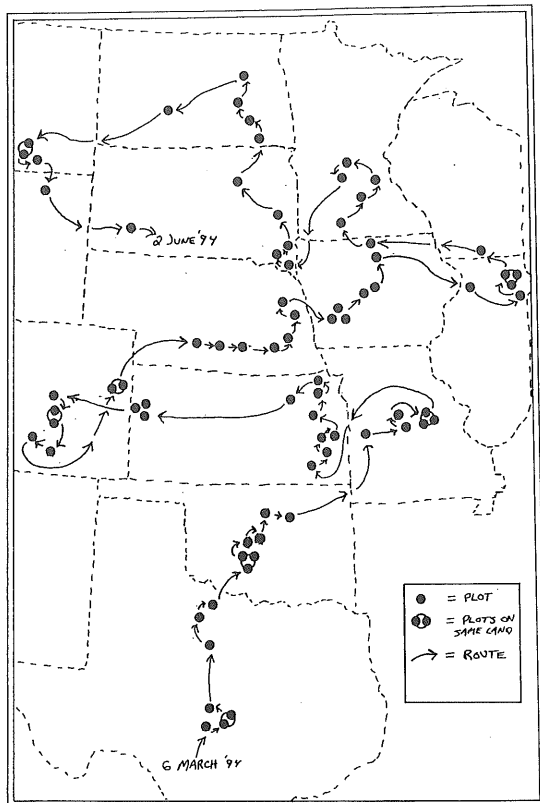 2 JUNE '94
= PLOT
= PLOTS ON
SAME LAND
= ROUTE
6 MARCH '94